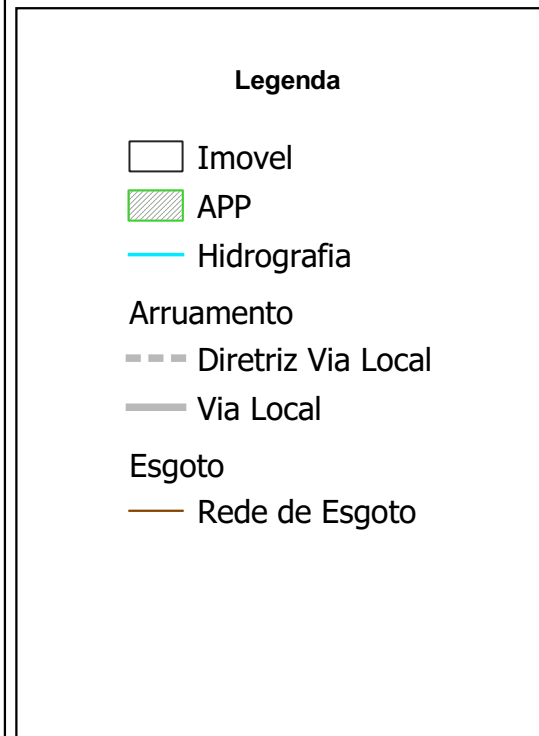 Legenda
Imovel
APP
Hidrografia
Arruamento
Diretriz Via Local
Via Local
Esgoto
Rede de Esgoto